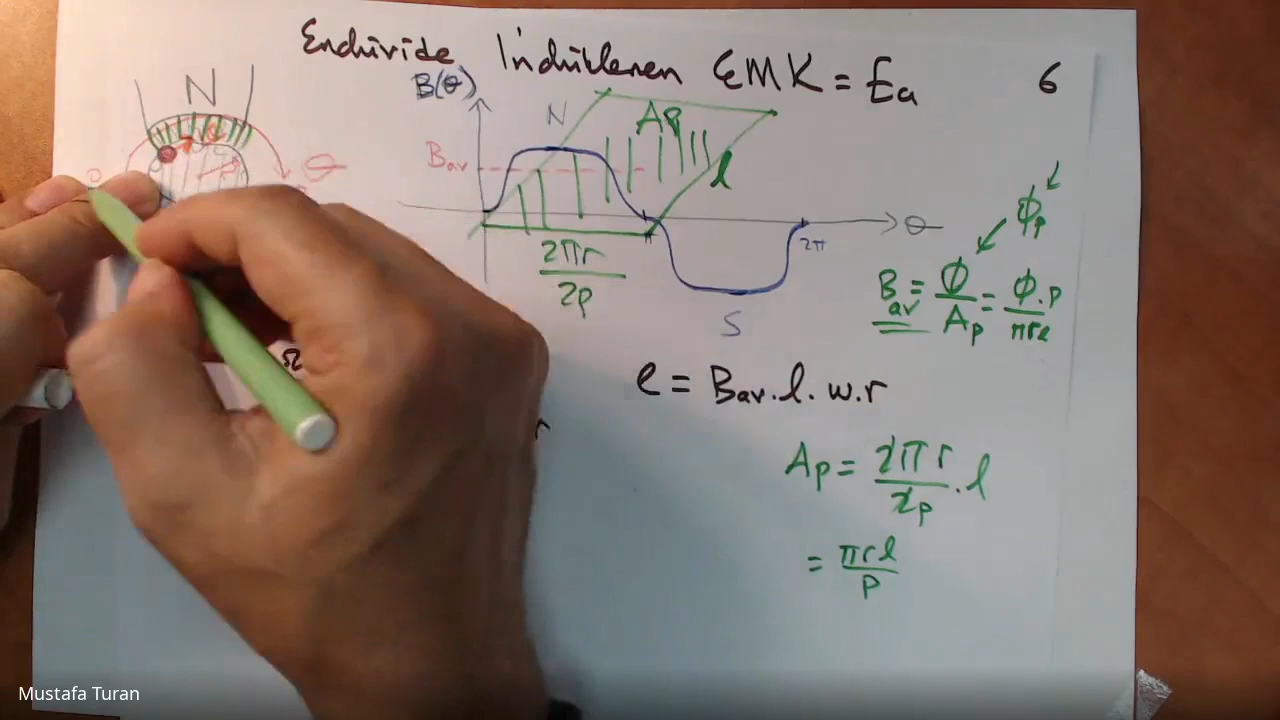 Endüvide İndüklenen EMK = Ea
6
N
B(θ)
N
AP
Bav
l
θ
θ
2π
2πr
2p
S
ϕp
Bav = ϕ/Ap = ϕ.p/πrl
e = Bav.l.w.r
Ap = 2πr/2p .l
= πrl/p
Mustafa Turan